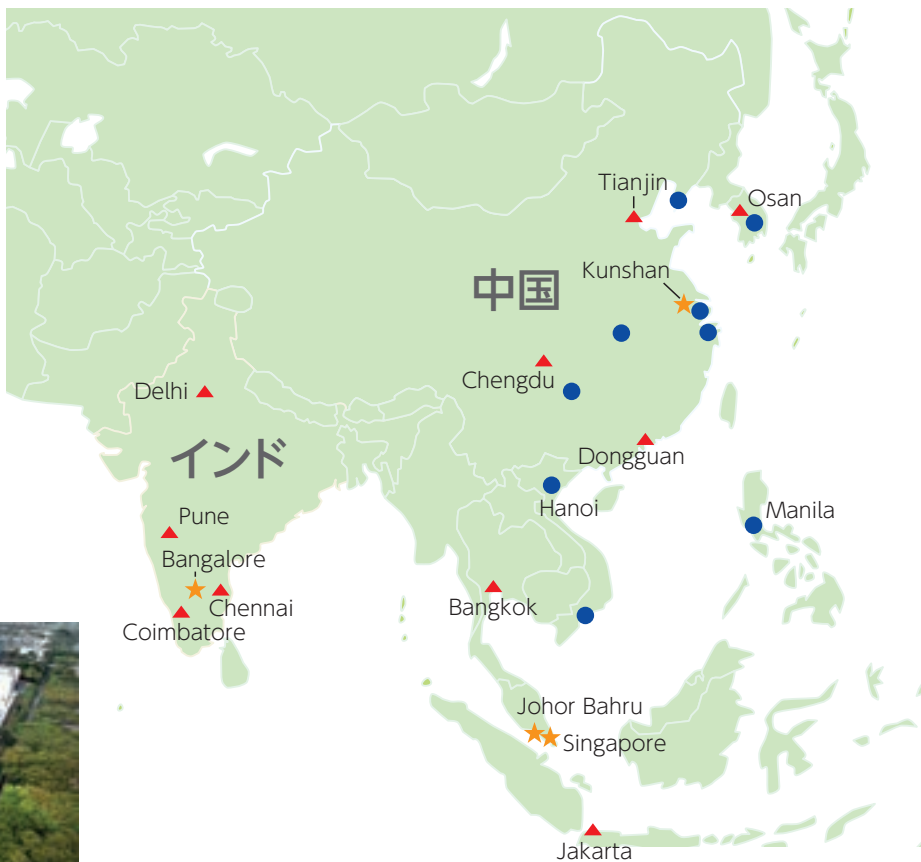 Tianjin
Osan
Kunshan
中国
Chengdu
Delhi
インド
Dongguan
Hanoi
Manila
Pune
Bangalore
Chennai
Coimbatore
Bangkok
Johor Bahru
Singapore
Jakarta